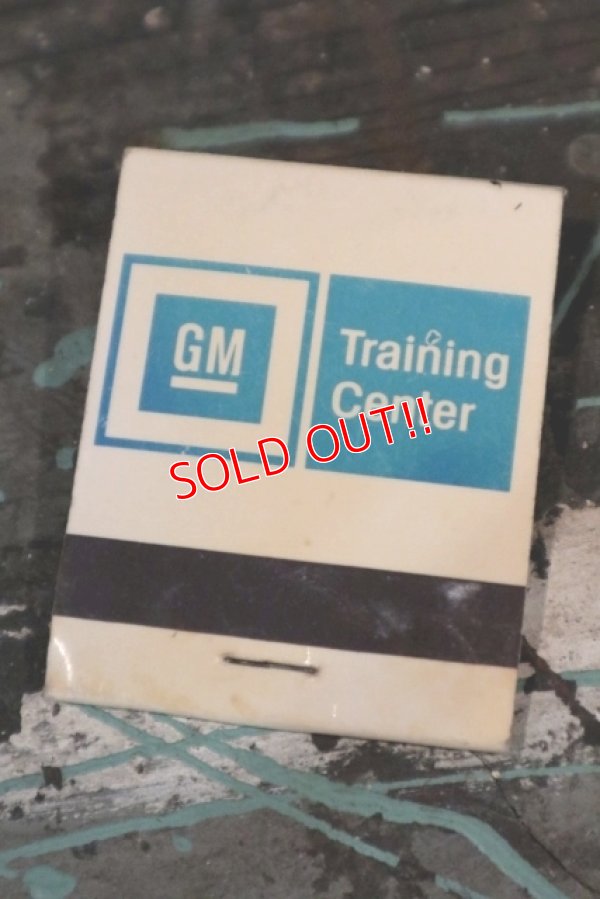 GM
Training
Center
SOLD OUT!!